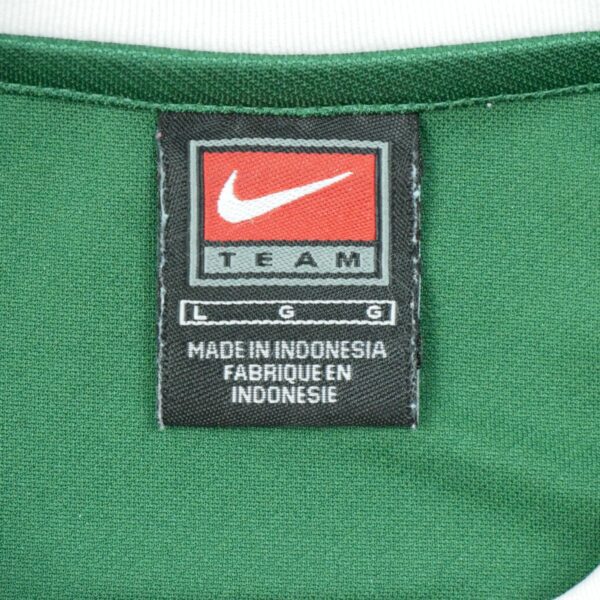 TEAM
L G G
MADE IN INDONESIA
FABRIQUE EN
INDONESIE